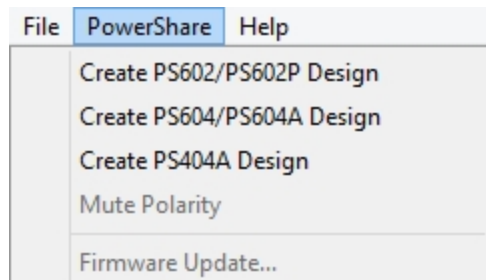 File PowerShare Help
Create PS602/PS602P Design
Create PS604/PS604A Design
Create PS404A Design
Mute Polarity
Firmware Update...